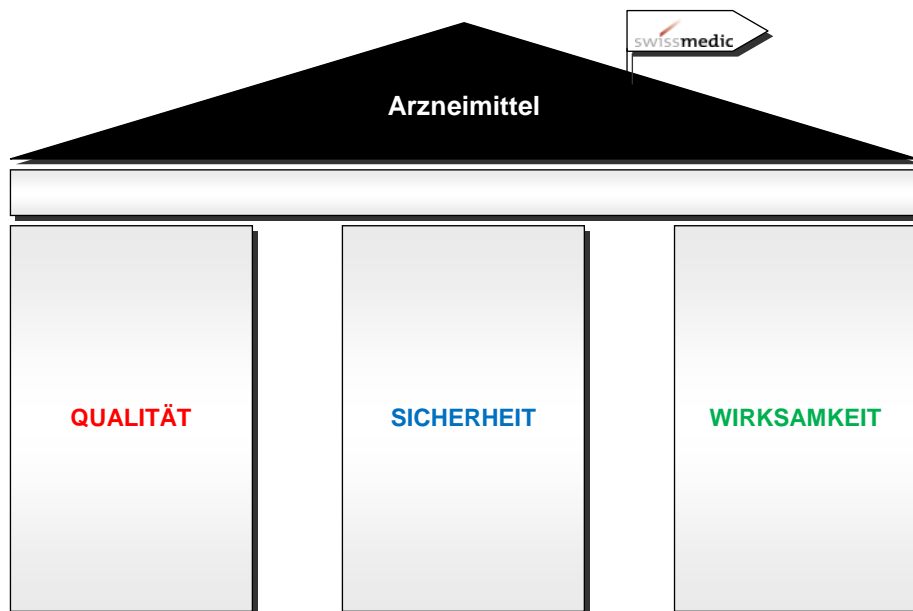 swissmedic
Arzneimittel
QUALITÄT
SICHERHEIT
WIRKSAMKEIT